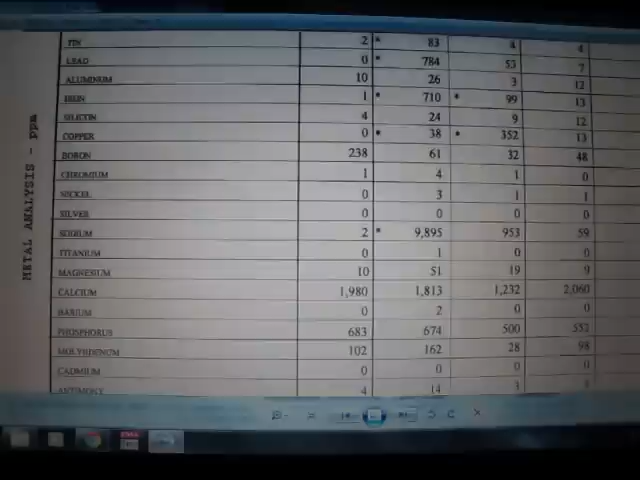 METAL ANALYSIS - ppm
TIN 2 * 83 4 4
LEAD 0 * 784 53 7
ALUMINUM 10 26 3 12
IRON 1 * 710 * 99 13
SILICON 4 24 9 12
COPPER 0 * 38 * 352 13
BORON 238 61 32 48
CHROMIUM 1 4 1 0
NICKEL 0 3 1 1
SILVER 0 0 0 0
SODIUM 2 * 9,895 953 59
TITANIUM 0 1 0 0
MAGNESIUM 10 51 19 9
CALCIUM 1,980 1,813 1,232 2,060
BARIUM 0 2 0 0
PHOSPHORUS 683 674 500 552
MOLYBDENUM 102 162 28 98
CADMIUM 0 0 0 0
ANTIMONY 4 14 3